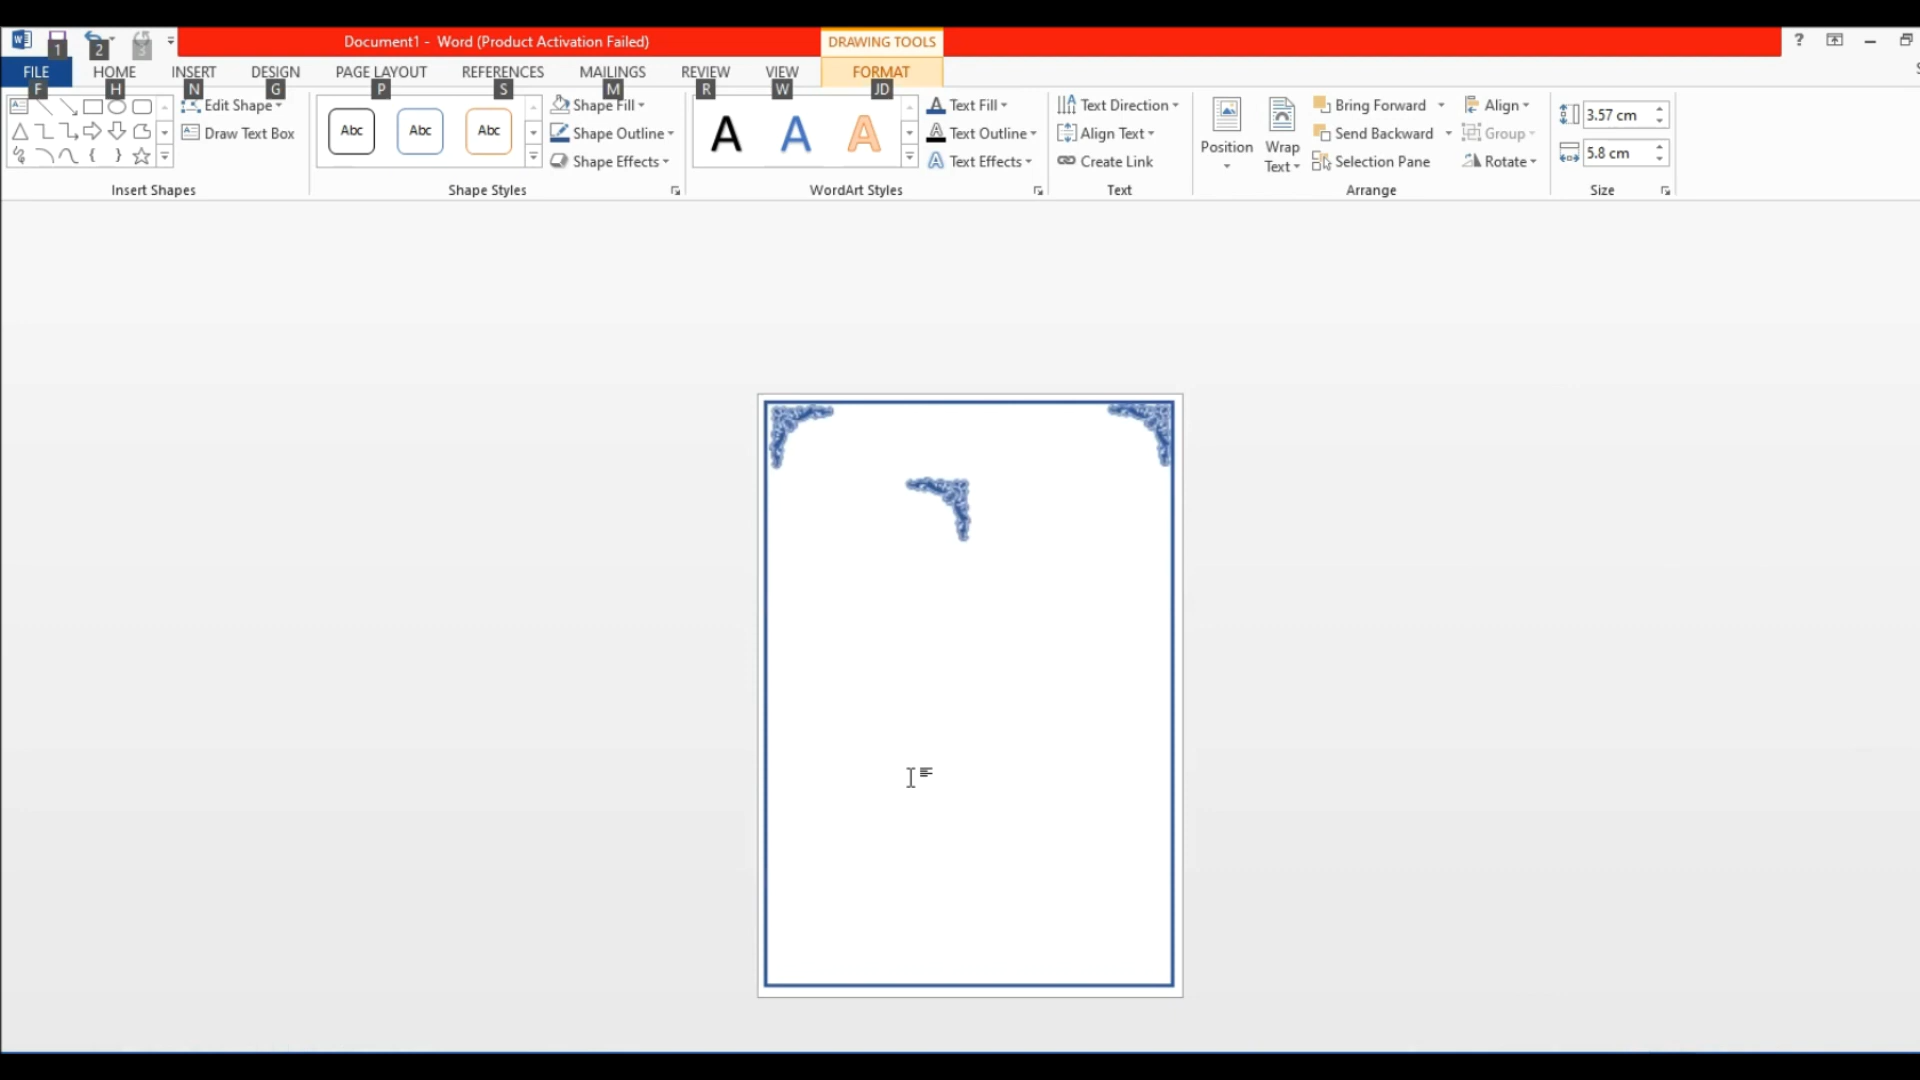 Document1 - Word (Product Activation Failed)
DRAWING TOOLS
?
1 2 3
FILE HOME INSERT DESIGN PAGE LAYOUT REFERENCES MAILINGS REVIEW VIEW FORMAT
F H N G P S M R W JD
Edit Shape
Draw Text Box
Insert Shapes
Abc Abc Abc
Shape Fill
Shape Outline
Shape Effects
Shape Styles
A A A
Text Fill
Text Outline
Text Effects
WordArt Styles
Text Direction
Align Text
Create Link
Text
Position
Wrap
Text
Bring Forward
Send Backward
Selection Pane
Align
Group
Rotate
Arrange
3.57 cm
5.8 cm
Size